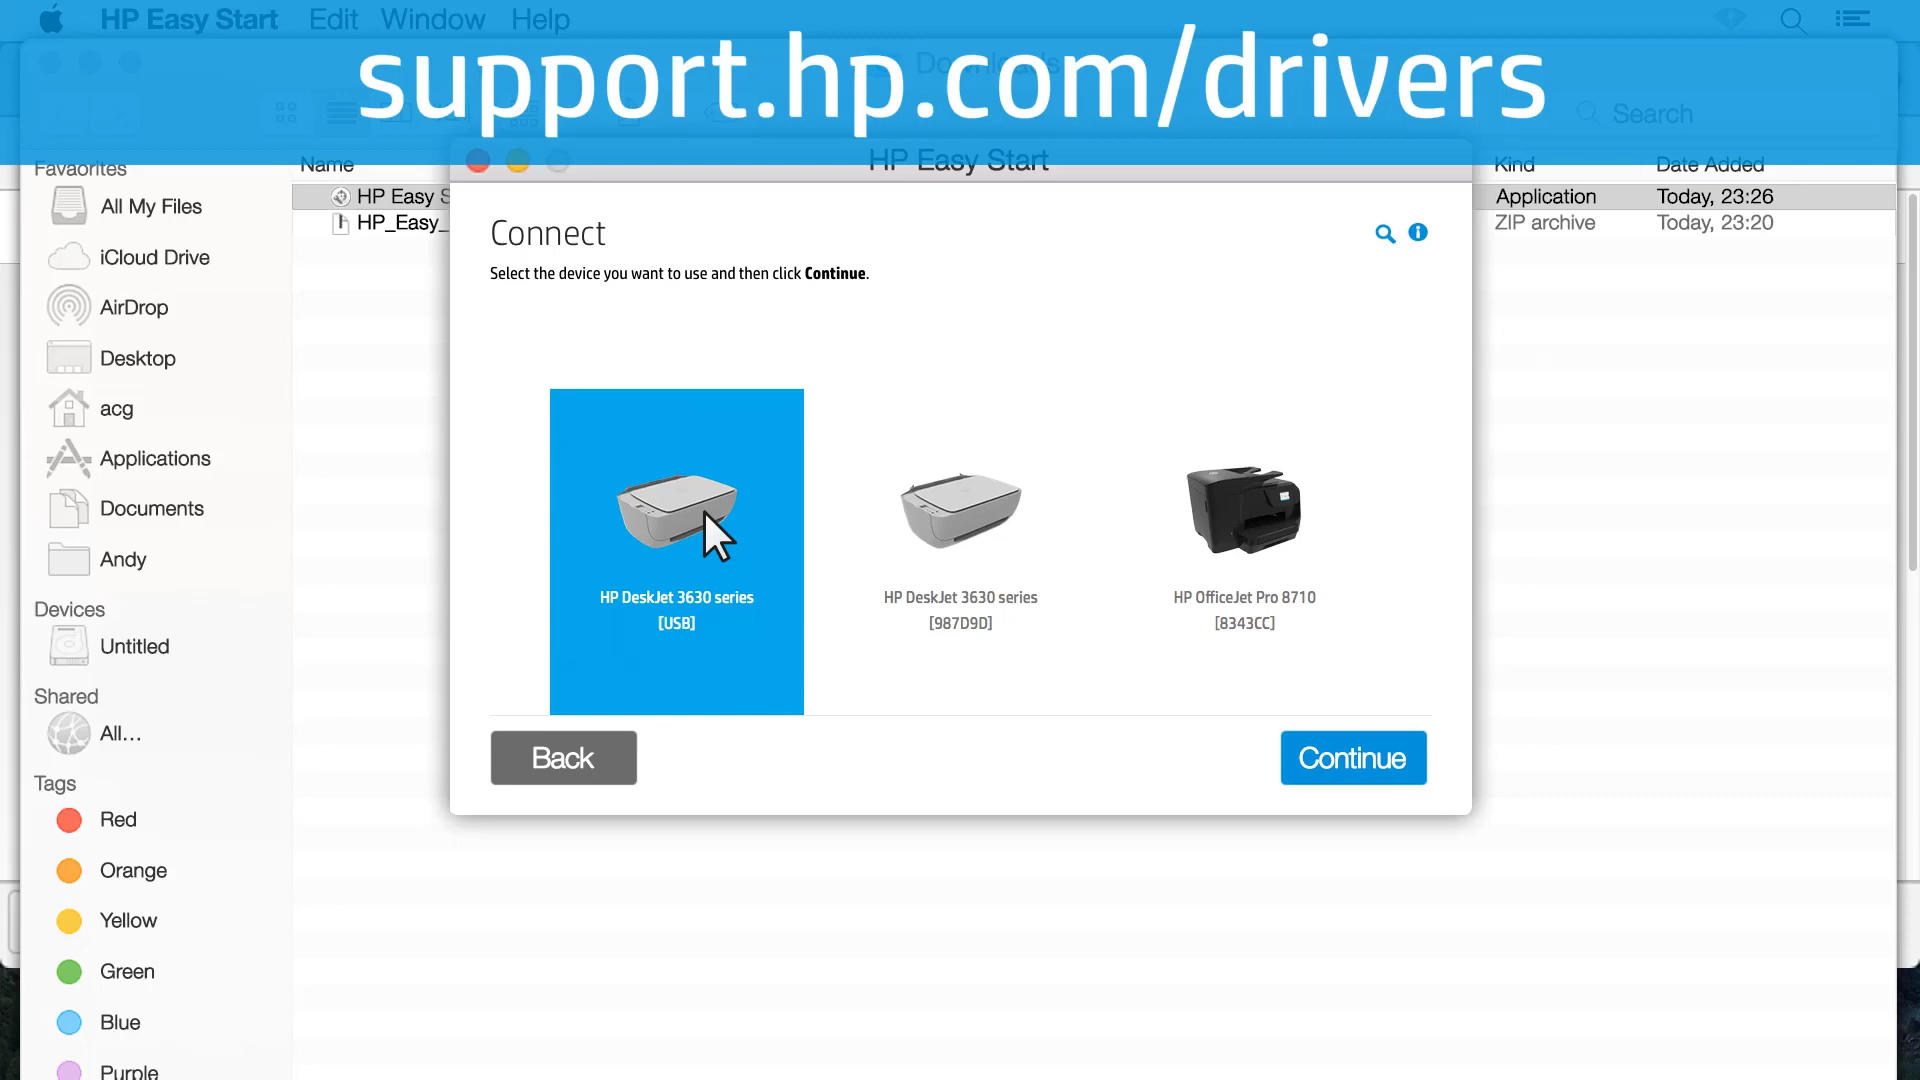 HP Easy Start Edit Window Help
support.hp.com/drivers
Downloads
Search
HP Easy Start
Favorites
Name
Kind
Date Added
HP Easy S
Application
Today, 23:26
HP_Easy_
ZIP archive
Today, 23:20
All My Files
iCloud Drive
AirDrop
Desktop
acg
Applications
Documents
Andy
Devices
Untitled
Shared
All...
Tags
Red
Orange
Yellow
Green
Blue
Purple
Connect
Select the device you want to use and then click Continue.
HP DeskJet 3630 series
[USB]
HP DeskJet 3630 series
[987D9D]
HP OfficeJet Pro 8710
[8343CC]
Back
Continue